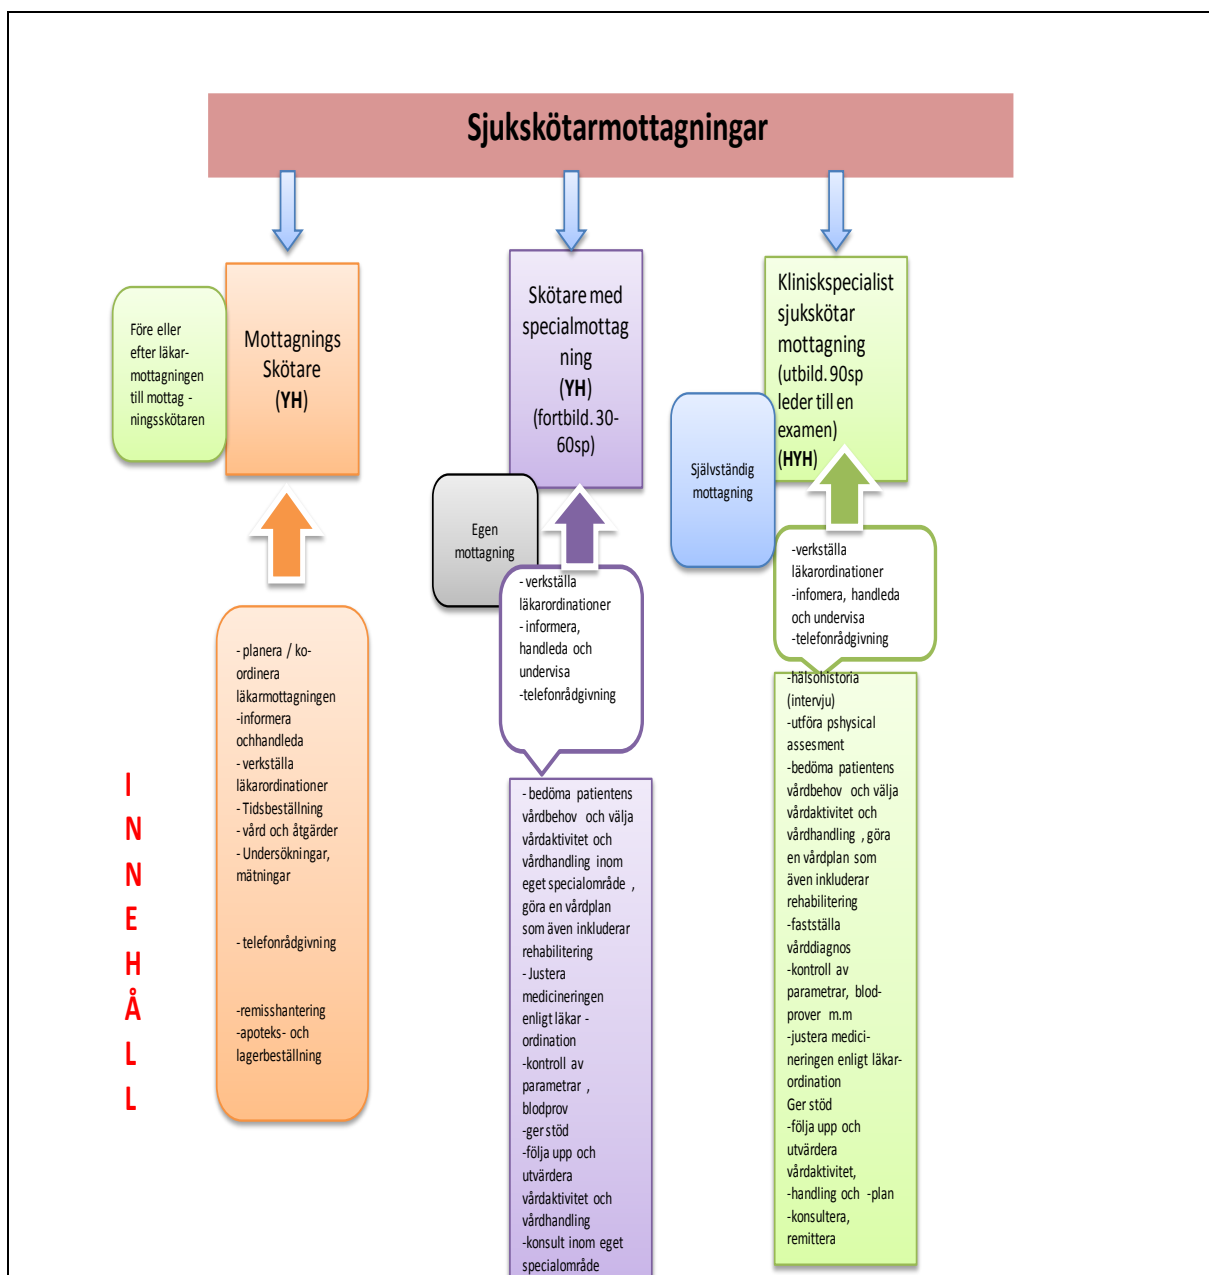 Sjukskötarmottagningar
Före eller
efter läkar-
mottagningen
till mottag -
ningsskötaren
Mottagnings
Skötare
(YH)
Skötare med
specialmottag
ning
(YH)
(fortbild. 30-
60sp)
Egen
mottagning
Kliniskspecialist
sjukskötar
mottagning
(utbild. 90sp
leder till en
examen)
(HYH)
Självständig
mottagning
I
N
N
E
H
Å
L
L
- planera / ko-
ordinera
läkarmottagningen
-informera
ochhandleda
- verkställa
läkarordinationer
- Tidsbeställning
- vård och åtgärder
- Undersökningar,
mätningar
- telefonrådgivning
-remisshantering
-apoteks- och
lagerbeställning
- verkställa
läkarordinationer
- informera,
handleda och
undervisa
-telefonrådgivning
- bedöma patientens
vårdbehov och välja
vårdaktivitet och
vårdhandling inom
eget specialområde ,
göra en vårdplan
som även inkluderar
rehabilitering
- Justera
medicineringen
enligt läkar -
ordination
-kontroll av
parametrar ,
blodprov
-ger stöd
-följa upp och
utvärdera
vårdaktivitet och
vårdhandling
-konsult inom eget
specialområde
-verkställa
läkarordinationer
-infomera, handleda
och undervisa
-telefonrådgivning
-hälsohistoria
(intervju)
-utföra pshysical
assesment
-bedöma patientens
vårdbehov och välja
vårdaktivitet och
vårdhandling , göra
en vårdplan som
även inkluderar
rehabilitering
-fastställa
vårddiagnos
-kontroll av
parametrar, blod-
prover m.m
-justera medici-
neringen enligt läkar-
ordination
Ger stöd
-följa upp och
utvärdera
vårdaktivitet,
-handling och -plan
-konsultera,
remittera